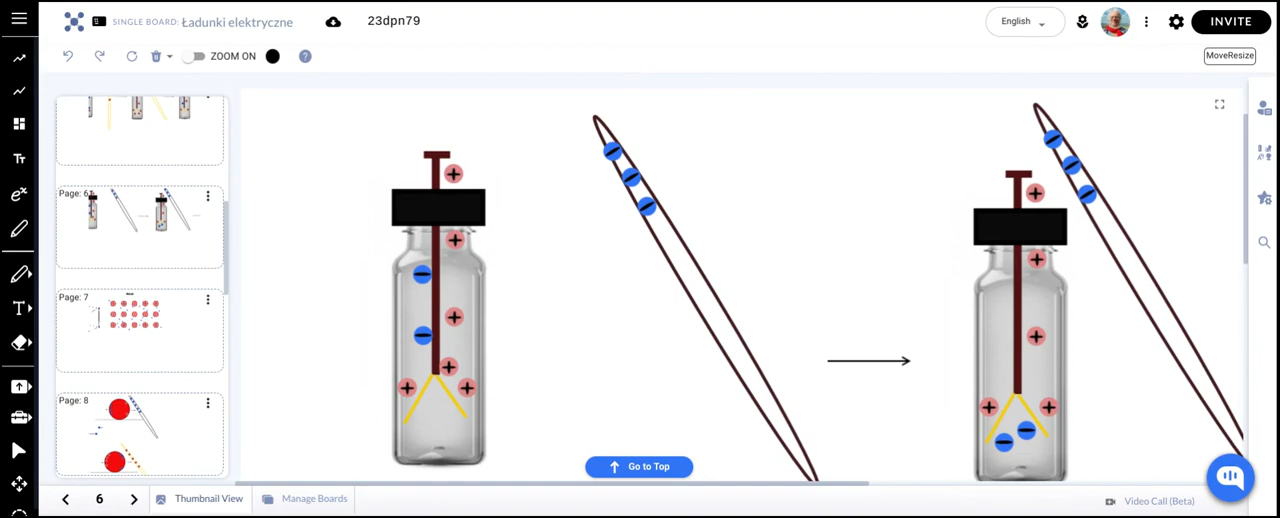 SINGLE BOARD: Ładunki elektryczne
23dpn79
English
INVITE
ZOOM ON
MoveResize
Page: 6
Page: 7
Page: 8
Go to Top
6
Thumbnail View
Manage Boards
Video Call (Beta)